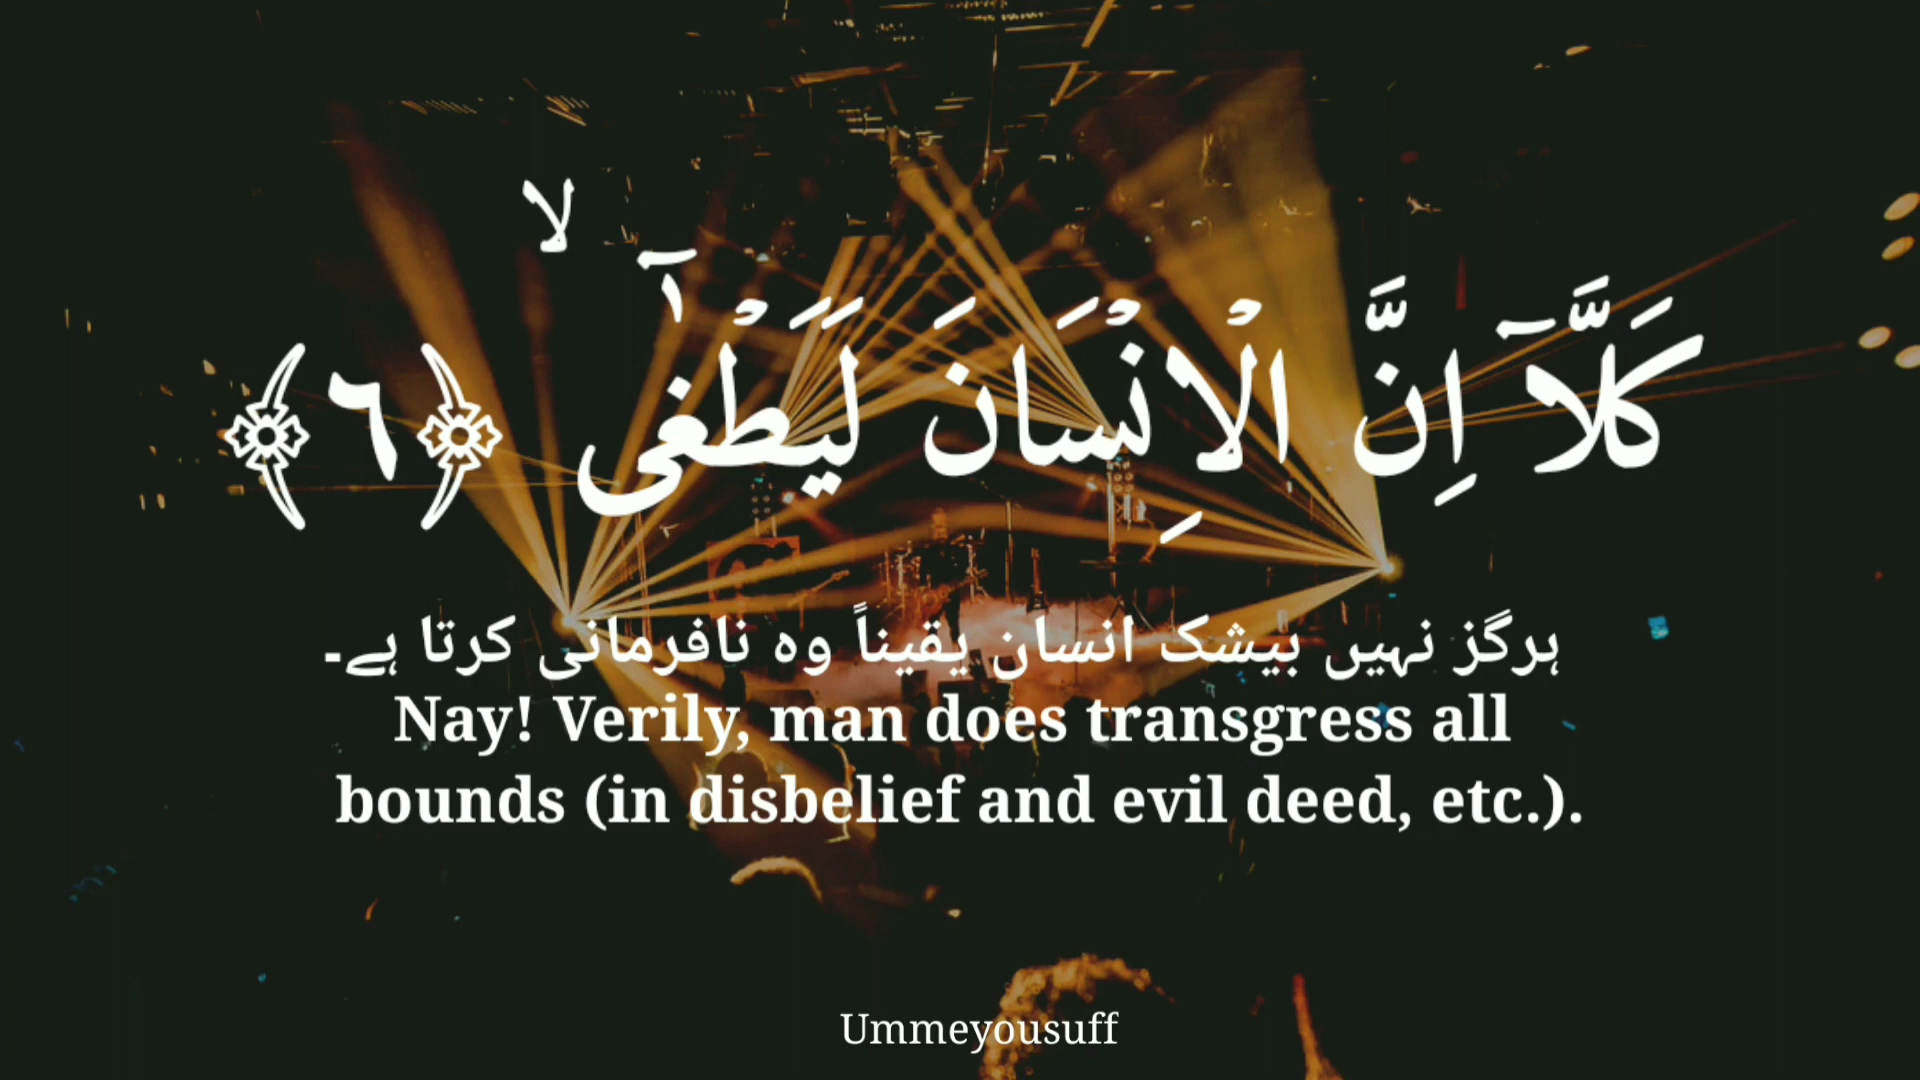 كَلَّاۤ اِنَّ الْاِنْسَانَ لَيَطْغٰۤىۙ ﴿٦﴾
ہرگز نہیں بیشک انسان یقیناً وہ نافرمانی کرتا ہے۔
Nay! Verily, man does transgress all
bounds (in disbelief and evil deed, etc.).
Ummeyousuff